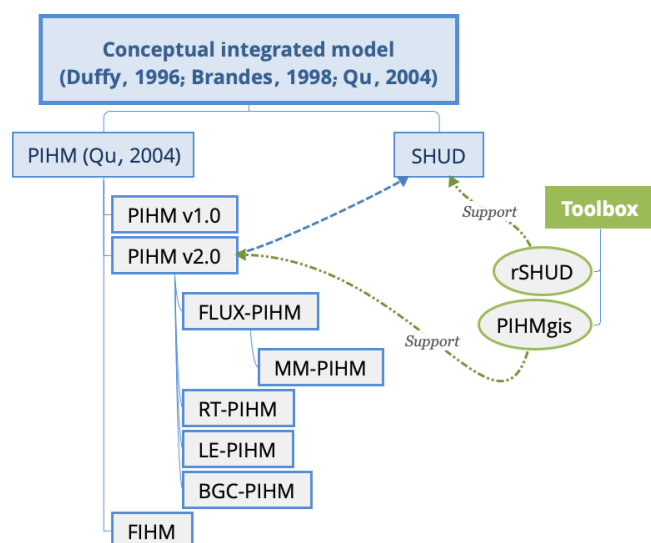 Conceptual integrated model
(Duffy, 1996; Brandes, 1998; Qu, 2004)
PIHM (Qu, 2004)
SHUD
PIHM v1.0
Support
Toolbox
PIHM v2.0
rSHUD
FLUX-PIHM
PIHMgis
Support
MM-PIHM
RT-PIHM
LE-PIHM
BGC-PIHM
FIHM